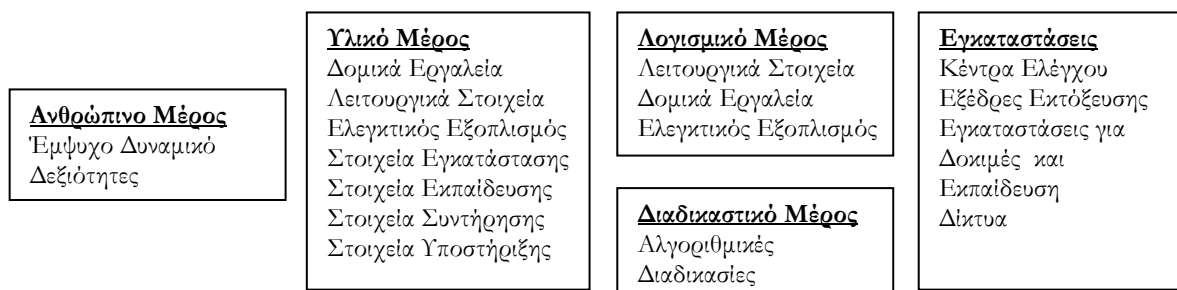 Ανθρώπινο Μέρος
Έμψυχο Δυναμικό
Δεξιότητες
Υλικό Μέρος
Δομικά Εργαλεία
Λειτουργικά Στοιχεία
Ελεγκτικός Εξοπλισμός
Στοιχεία Εγκατάστασης
Στοιχεία Εκπαίδευσης
Στοιχεία Συντήρησης
Στοιχεία Υποστήριξης
Λογισμικό Μέρος
Λειτουργικά Στοιχεία
Δομικά Εργαλεία
Ελεγκτικός Εξοπλισμός
Διαδικαστικό Μέρος
Αλγοριθμικές
Διαδικασίες
Εγκαταστάσεις
Κέντρα Ελέγχου
Εξέδρες Εκτόξευσης
Εγκαταστάσεις για
Δοκιμές και
Εκπαίδευση
Δίκτυα